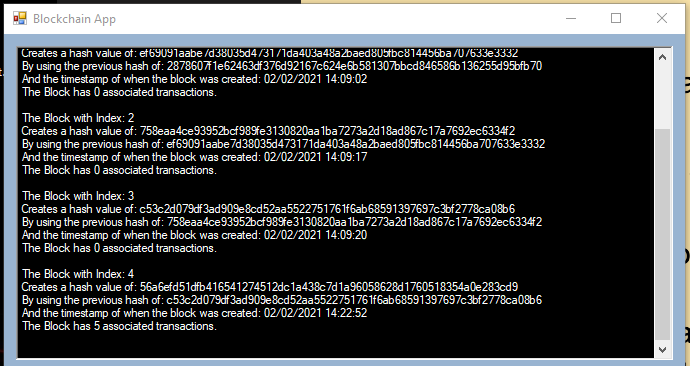 Blockchain App
Creates a hash value of: ef69091aabe7d38035d473171da403a48a2baed805fbc814456ba707633e3332
By using the previous hash of: 2878607f1e62463df376d92167c624e6b581307bbcd846586b136255d95bfb70
And the timestamp of when the block was created: 02/02/2021 14:09:02
The Block has 0 associated transactions.
The Block with Index: 2
Creates a hash value of: 758eaa4ce93952bcf989fe3130820aa1ba7273a2d18ad867c17a7692ec6334f2
By using the previous hash of: ef69091aabe7d38035d473171da403a48a2baed805fbc814456ba707633e3332
And the timestamp of when the block was created: 02/02/2021 14:09:17
The Block has 0 associated transactions.
The Block with Index: 3
Creates a hash value of: c53c2d079df3ad909e8cd52aa5522751761f6ab68591397697c3bf2778ca08b6
By using the previous hash of: 758eaa4ce93952bcf989fe3130820aa1ba7273a2d18ad867c17a7692ec6334f2
And the timestamp of when the block was created: 02/02/2021 14:09:20
The Block has 0 associated transactions.
The Block with Index: 4
Creates a hash value of: 56a6efd51dfb416541274512dc1a438c7d1a96058628d1760518354a0e283cd9
By using the previous hash of: c53c2d079df3ad909e8cd52aa5522751761f6ab68591397697c3bf2778ca08b6
And the timestamp of when the block was created: 02/02/2021 14:22:52
The Block has 5 associated transactions.